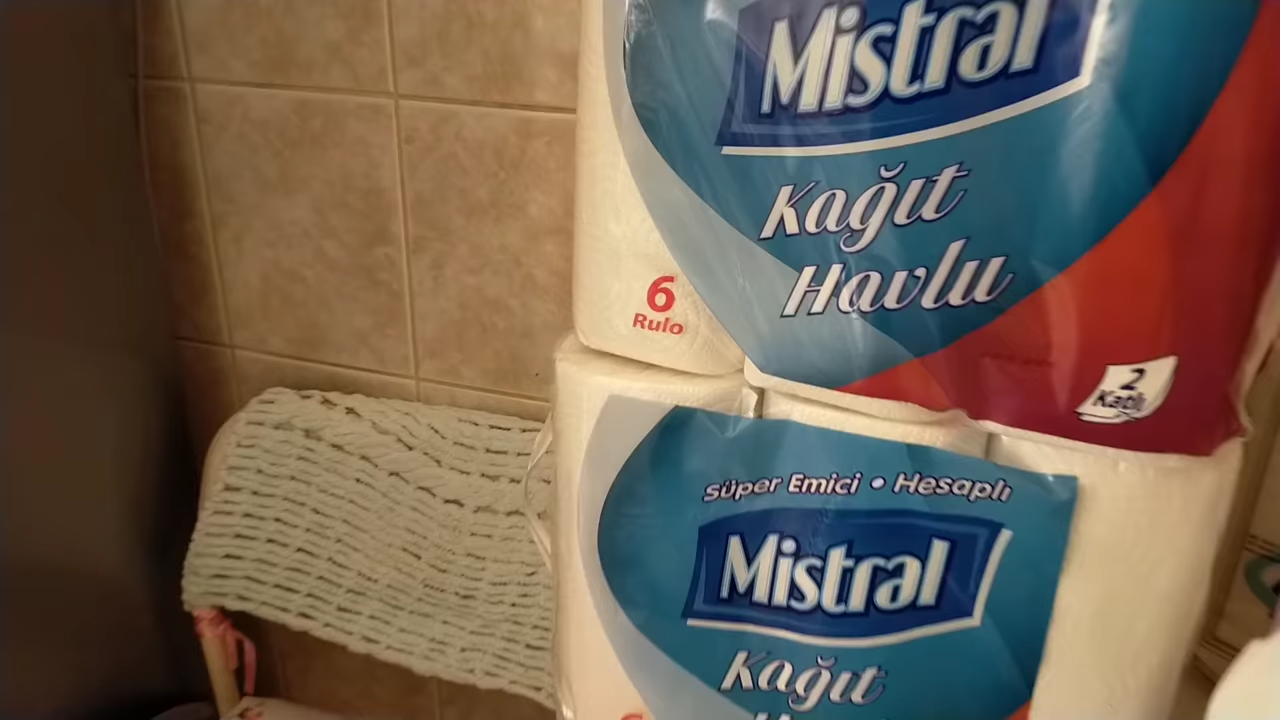 Mistral
Kağıt
Havlu
6
Rulo
2
Katlı
Süper Emici • Hesaplı
Mistral
Kağıt